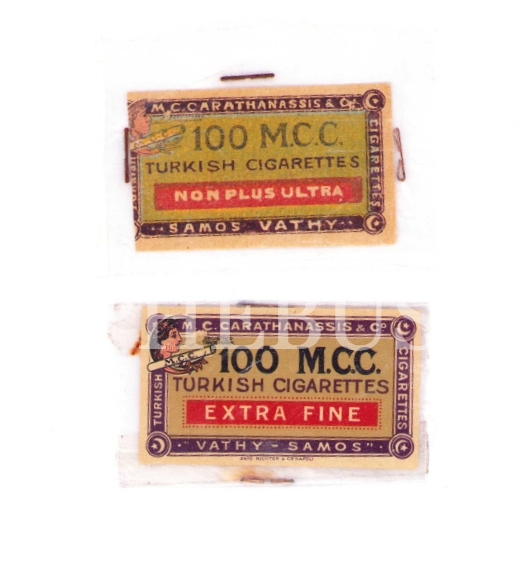 M.C.CARATHANASSIS & Cº
100 M.C.C.
TURKISH CIGARETTES
CIGARETTES
NON PLUS ULTRA
SAMOS VATHY
M.C.CARATHANASSIS & Cº
M.C.C.
100 M.C.C.
TURKISH
TURKISH CIGARETTES
CIGARETTES
EXTRA FINE
"VATHY - SAMOS"